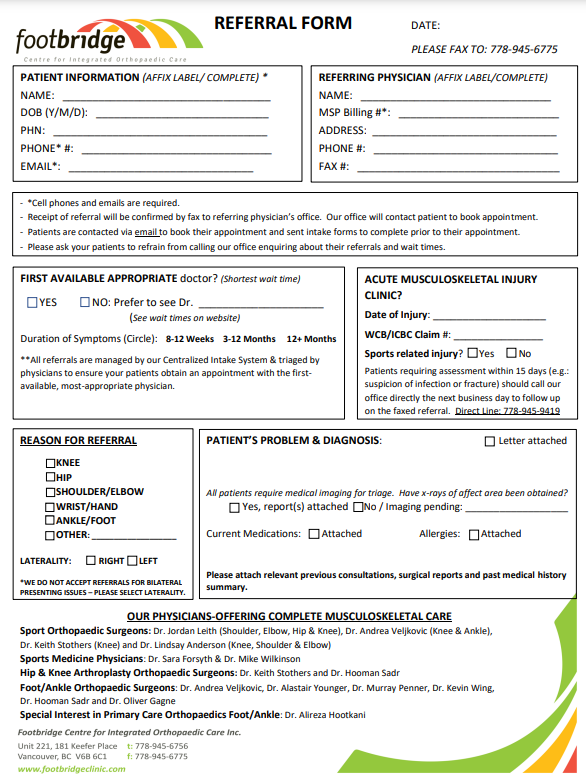 footbridge
Centre for Integrated Orthopaedic Care
REFERRAL FORM
DATE:
PLEASE FAX TO: 778-945-6775
PATIENT INFORMATION (AFFIX LABEL/ COMPLETE) *
NAME: ____________________
DOB (Y/M/D): ____________________
PHN: ____________________
PHONE* #: ____________________
EMAIL*: ____________________
REFERRING PHYSICIAN (AFFIX LABEL/COMPLETE)
NAME: ____________________
MSP Billing #*: ____________________
ADDRESS: ____________________
PHONE #: ____________________
FAX #: ____________________
- *Cell phones and emails are required.
- Receipt of referral will be confirmed by fax to referring physician's office. Our office will contact patient to book appointment.
- Patients are contacted via email to book their appointment and sent intake forms to complete prior to their appointment.
- Please ask your patients to refrain from calling our office enquiring about their referrals and wait times.
FIRST AVAILABLE APPROPRIATE doctor? (Shortest wait time)
☐ YES ☐ NO: Prefer to see Dr. ____________________
(See wait times on website)
Duration of Symptoms (Circle): 8-12 Weeks 3-12 Months 12+ Months
**All referrals are managed by our Centralized Intake System & triaged by
physicians to ensure your patients obtain an appointment with the first-
available, most-appropriate physician.
ACUTE MUSCULOSKELETAL INJURY
CLINIC?
Date of Injury: ____________________
WCB/ICBC Claim #: ____________________
Sports related injury? ☐ Yes ☐ No
Patients requiring assessment within 15 days (e.g.:
suspicion of infection or fracture) should call our
office directly the next business day to follow up
on the faxed referral. Direct Line: 778-945-9419
REASON FOR REFERRAL
☐ KNEE
☐ HIP
☐ SHOULDER/ELBOW
☐ WRIST/HAND
☐ ANKLE/FOOT
☐ OTHER: ____________________
LATERALITY: ☐ RIGHT ☐ LEFT
*WE DO NOT ACCEPT REFERRALS FOR BILATERAL
PRESENTING ISSUES – PLEASE SELECT LATERALITY.
PATIENT'S PROBLEM & DIAGNOSIS: ☐ Letter attached
All patients require medical imaging for triage. Have x-rays of affect area been obtained?
☐ Yes, report(s) attached ☐ No / Imaging pending: ____________________
Current Medications: ☐ Attached Allergies: ☐ Attached
Please attach relevant previous consultations, surgical reports and past medical history
summary.
OUR PHYSICIANS-OFFERING COMPLETE MUSCULOSKELETAL CARE
Sport Orthopaedic Surgeons: Dr. Jordan Leith (Shoulder, Elbow, Hip & Knee), Dr. Andrea Veljkovic (Knee & Ankle),
Dr. Keith Stothers (Knee) and Dr. Lindsay Anderson (Knee, Shoulder & Elbow)
Sports Medicine Physicians: Dr. Sara Forsyth & Dr. Mike Wilkinson
Hip & Knee Arthroplasty Orthopaedic Surgeons: Dr. Keith Stothers and Dr. Hooman Sadr
Foot/Ankle Orthopaedic Surgeons: Dr. Andrea Veljkovic, Dr. Alastair Younger, Dr. Murray Penner, Dr. Kevin Wing,
Dr. Hooman Sadr and Dr. Oliver Gagne
Special Interest in Primary Care Orthopaedics Foot/Ankle: Dr. Alireza Hootkani
Footbridge Centre for Integrated Orthopaedic Care Inc.
Unit 221, 181 Keefer Place t: 778-945-6756
Vancouver, BC V6B 6C1 f: 778-945-6775
www.footbridgeclinic.com